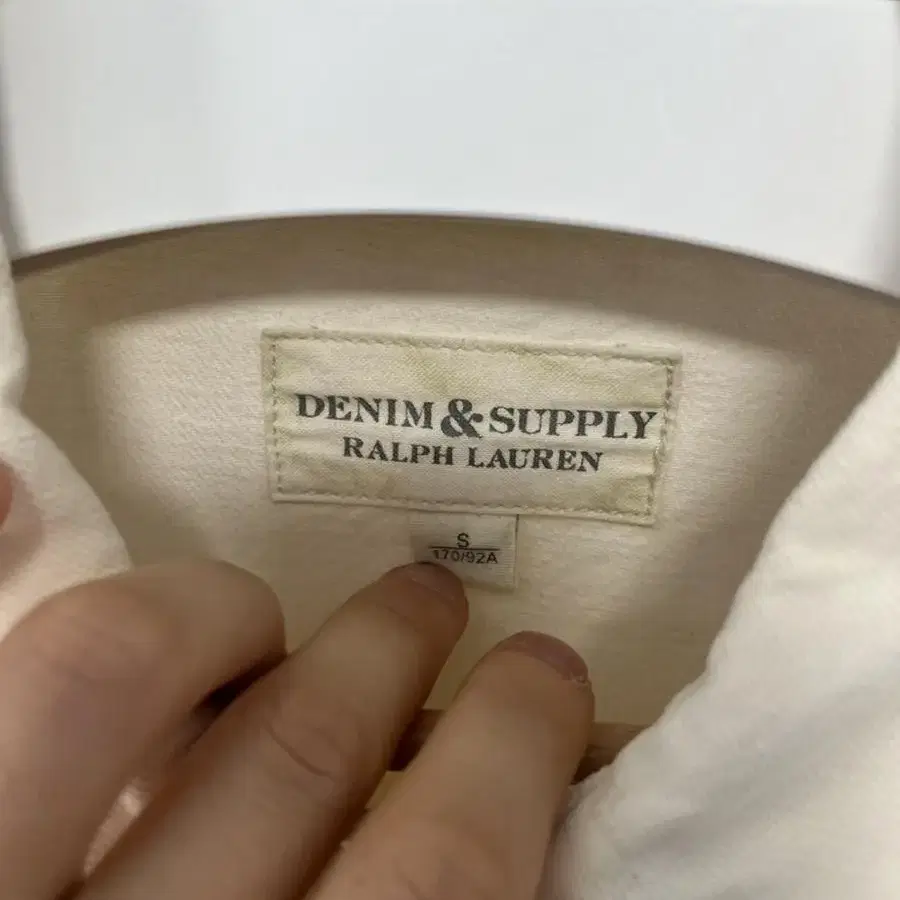 DENIM & SUPPLY
RALPH LAUREN
S
170/92A